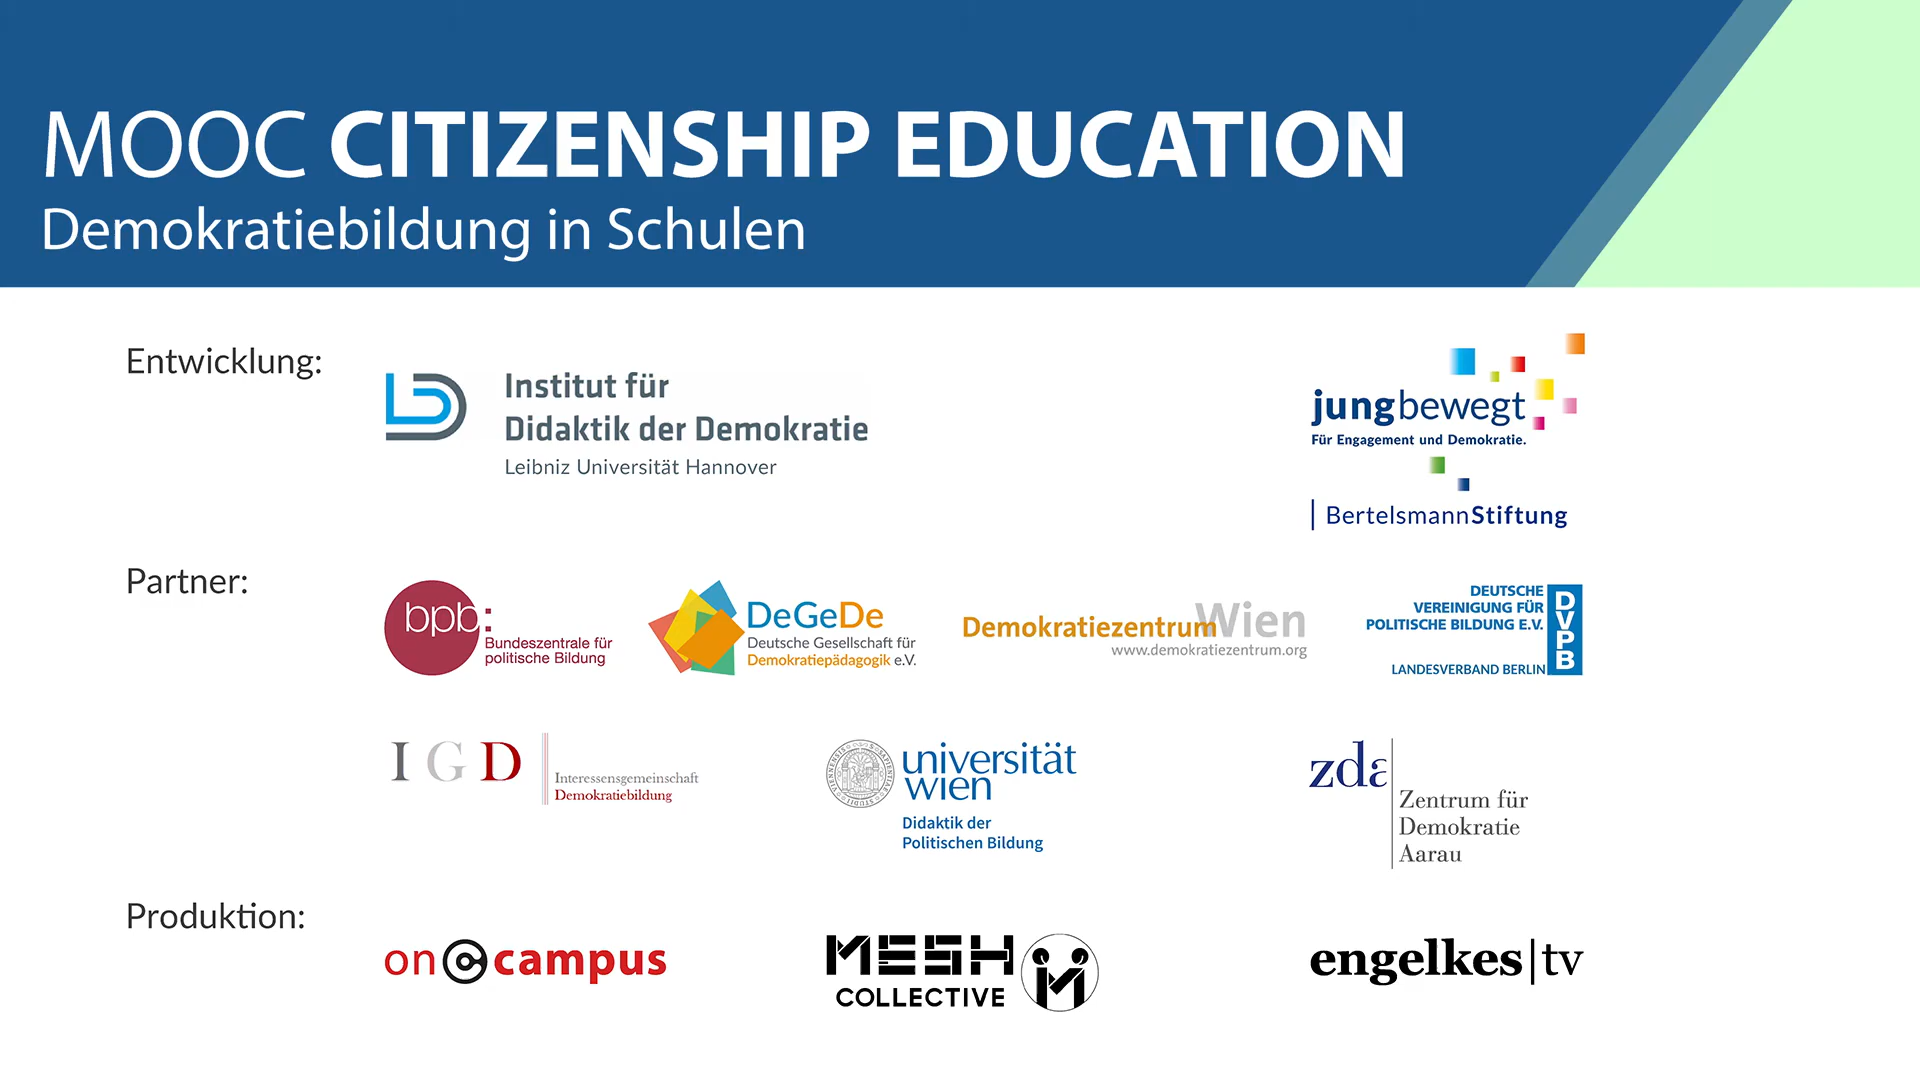 MOOC CITIZENSHIP EDUCATION
Demokratiebildung in Schulen
Entwicklung:
Institut für
Didaktik der Demokratie
Leibniz Universität Hannover
jungbewegt
Für Engagement und Demokratie.
BertelsmannStiftung
Partner:
bpb:
Bundeszentrale für
politische Bildung
DeGeDe
Deutsche Gesellschaft für
Demokratiepädagogik e.V.
DemokratiezentrumWien
www.demokratiezentrum.org
DEUTSCHE
VEREINIGUNG FÜR
POLITISCHE BILDUNG E.V.
LANDESVERBAND BERLIN
DVPB
IGD
Interessensgemeinschaft
Demokratiebildung
universität
wien
Didaktik der
Politischen Bildung
zda
Zentrum für
Demokratie
Aarau
Produktion:
on campus
MESH
COLLECTIVE
engelkes|tv